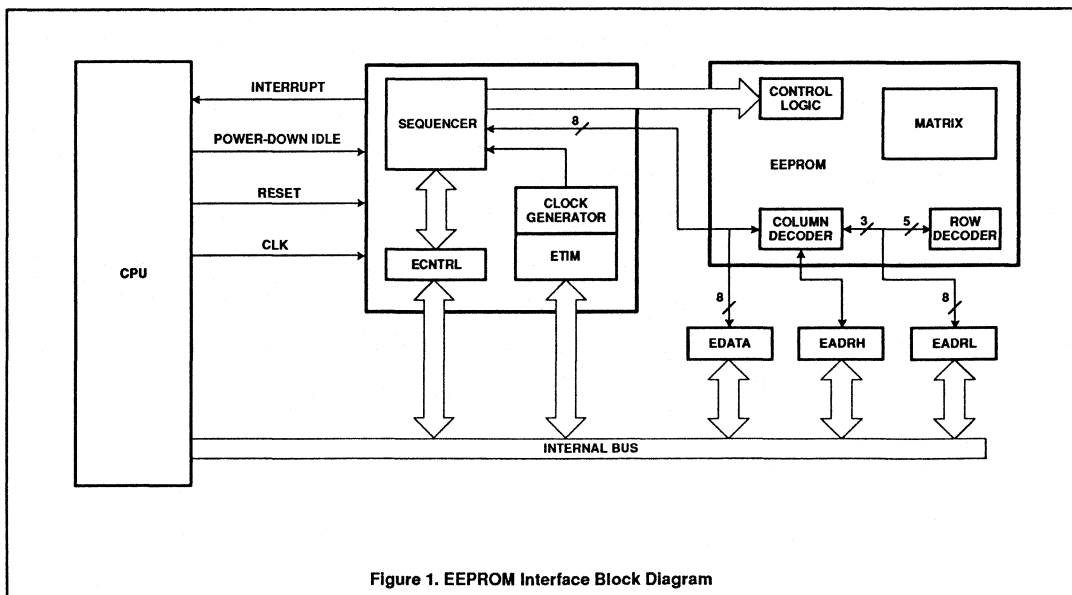 INTERRUPT
POWER-DOWN IDLE
RESET
CLK
CPU
SEQUENCER
8
CLOCK
GENERATOR
ECNTRL
ETIM
CONTROL
LOGIC
MATRIX
EEPROM
COLUMN
DECODER
3
5
ROW
DECODER
8
8
EDATA
EADRH
EADRL
INTERNAL BUS
Figure 1. EEPROM Interface Block Diagram